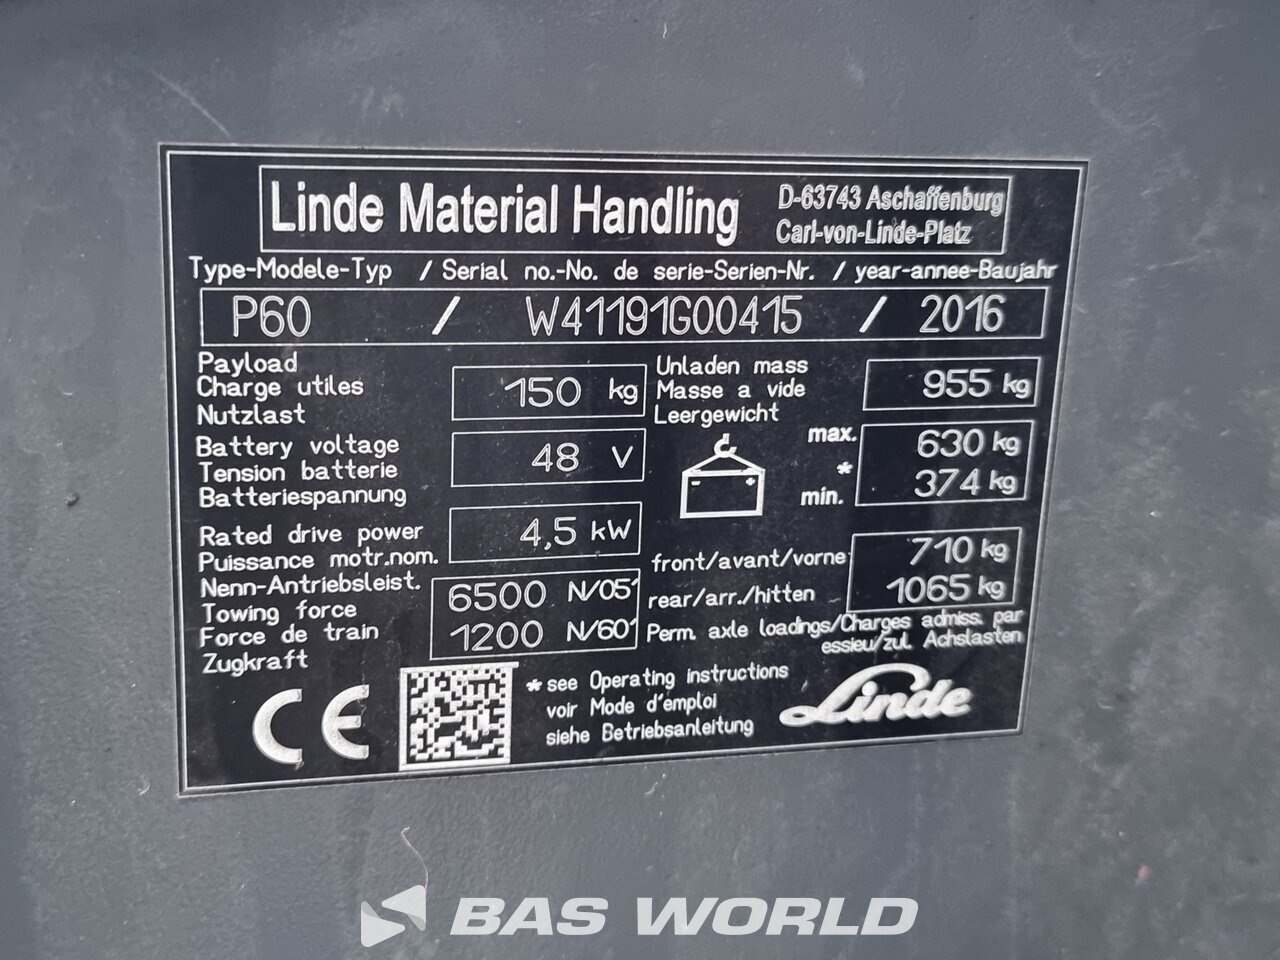 Linde Material Handling
D-63743 Aschaffenburg
Carl-von-Linde-Platz
Type-Modele-Typ / Serial no.-No. de serie-Serien-Nr. / year-annee-Baujahr
P60 / W41191G00415 / 2016
Payload
Charge utiles
Nutzlast
150 kg
Unladen mass
Masse a vide
Leergewicht
955 kg
Battery voltage
Tension batterie
Batteriespannung
48 V
max.
630 kg
*
min.
374 kg
- +
Rated drive power
Puissance motr.nom.
Nenn-Antriebsleist.
4,5 kW
front/avant/vorne
710 kg
rear/arr./hitten
1065 kg
Towing force
Force de train
Zugkraft
6500 N/05'
1200 N/60'
Perm. axle loadings/Charges admiss. par
essieu/zul. Achslasten
CE
* see Operating instructions
voir Mode d'emploi
siehe Betriebsanleitung
Linde
BAS WORLD